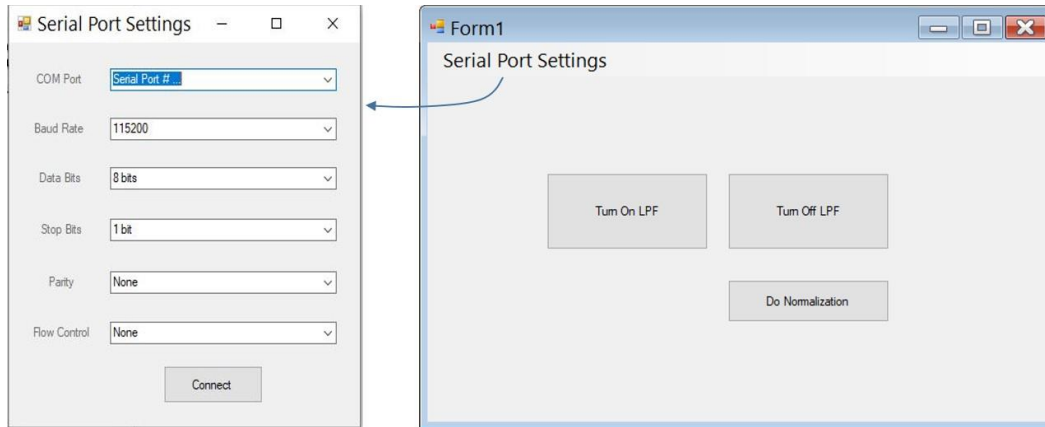 Serial Port Settings
COM Port
Serial Port # ...
Baud Rate
115200
Data Bits
8 bits
Stop Bits
1 bit
Parity
None
Flow Control
None
Connect
Form1
Serial Port Settings
Turn On LPF
Turn Off LPF
Do Normalization